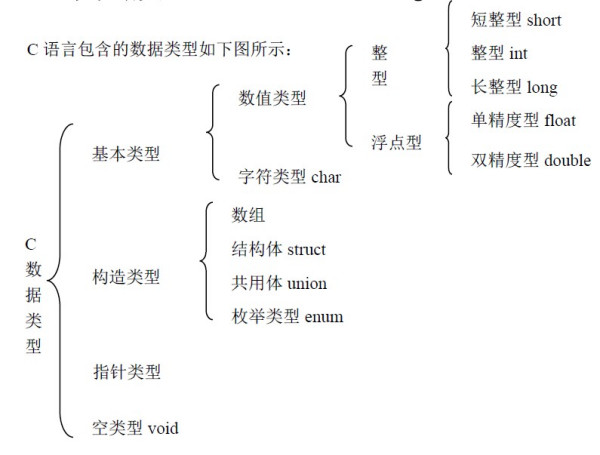 C 语言包含的数据类型如下图所示：
C数据类型
基本类型
数值类型
整型
短整型 short
整型 int
长整型 long
浮点型
单精度型 float
双精度型 double
字符类型 char
构造类型
数组
结构体 struct
共用体 union
枚举类型 enum
指针类型
空类型 void